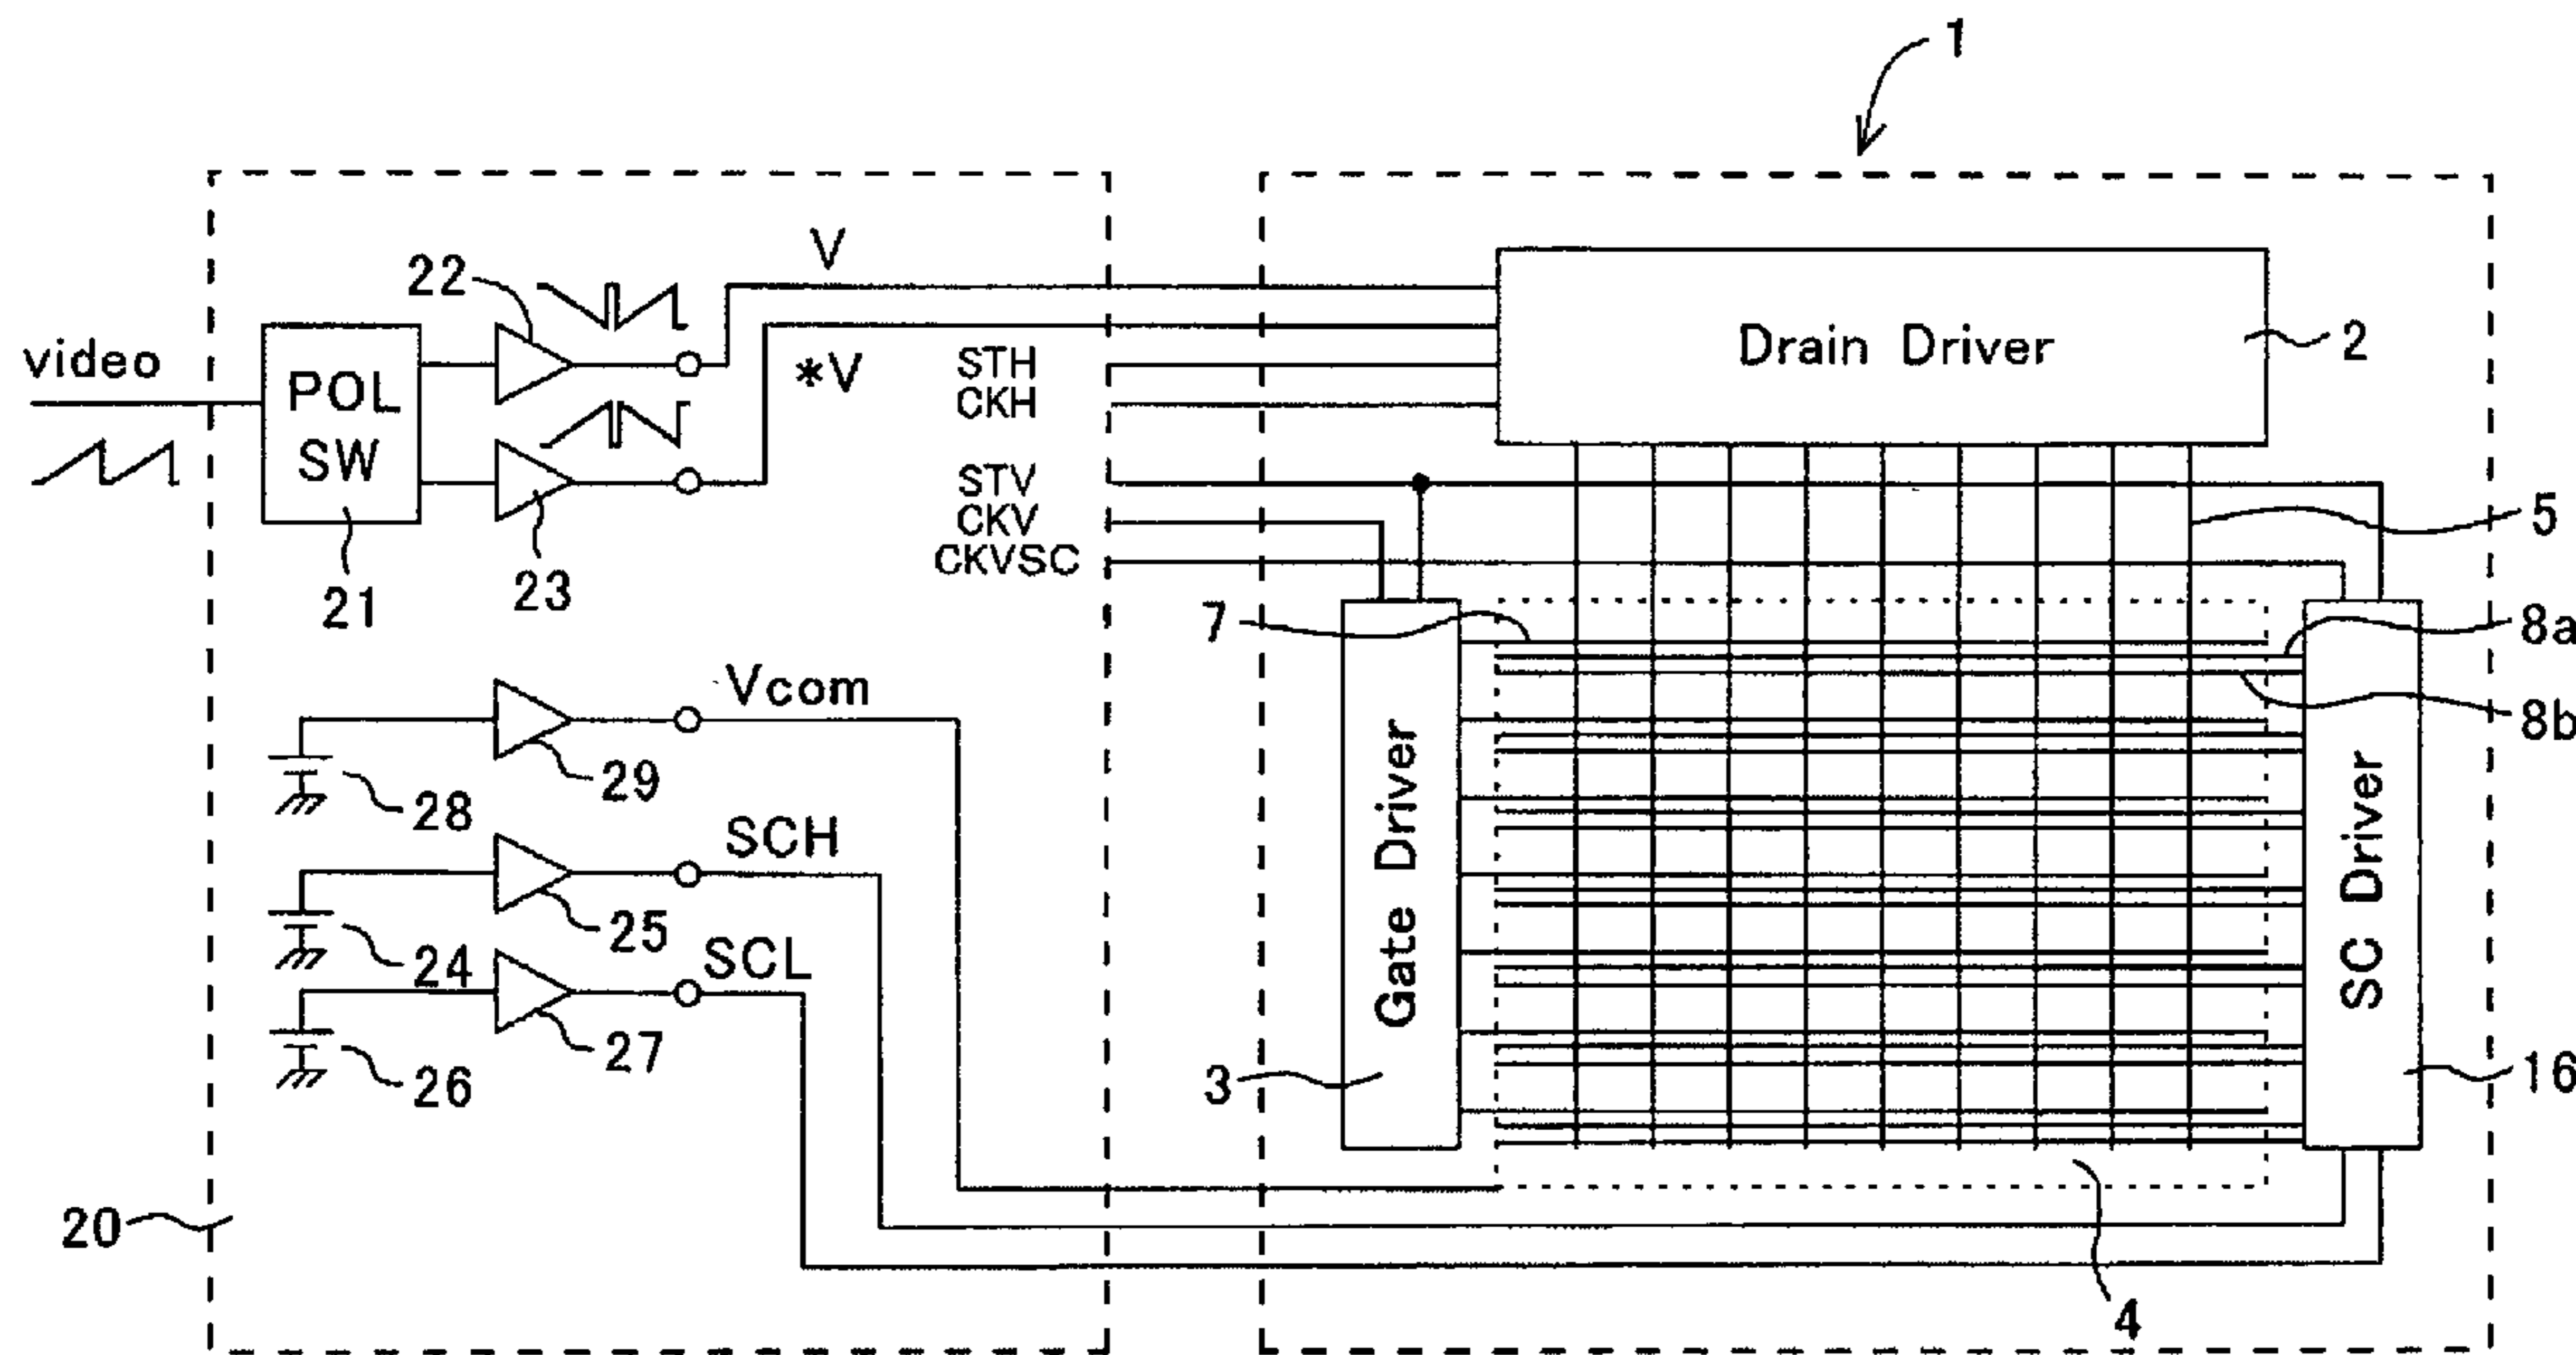 1
22
V
video
POL
SW
*V
STH
CKH
Drain Driver
2
STV
CKV
CKVSC
5
21
23
7
8a
8b
Vcom
29
28
SCH
25
24
SCL
27
26
Gate Driver
SC Driver
3
16
20
4